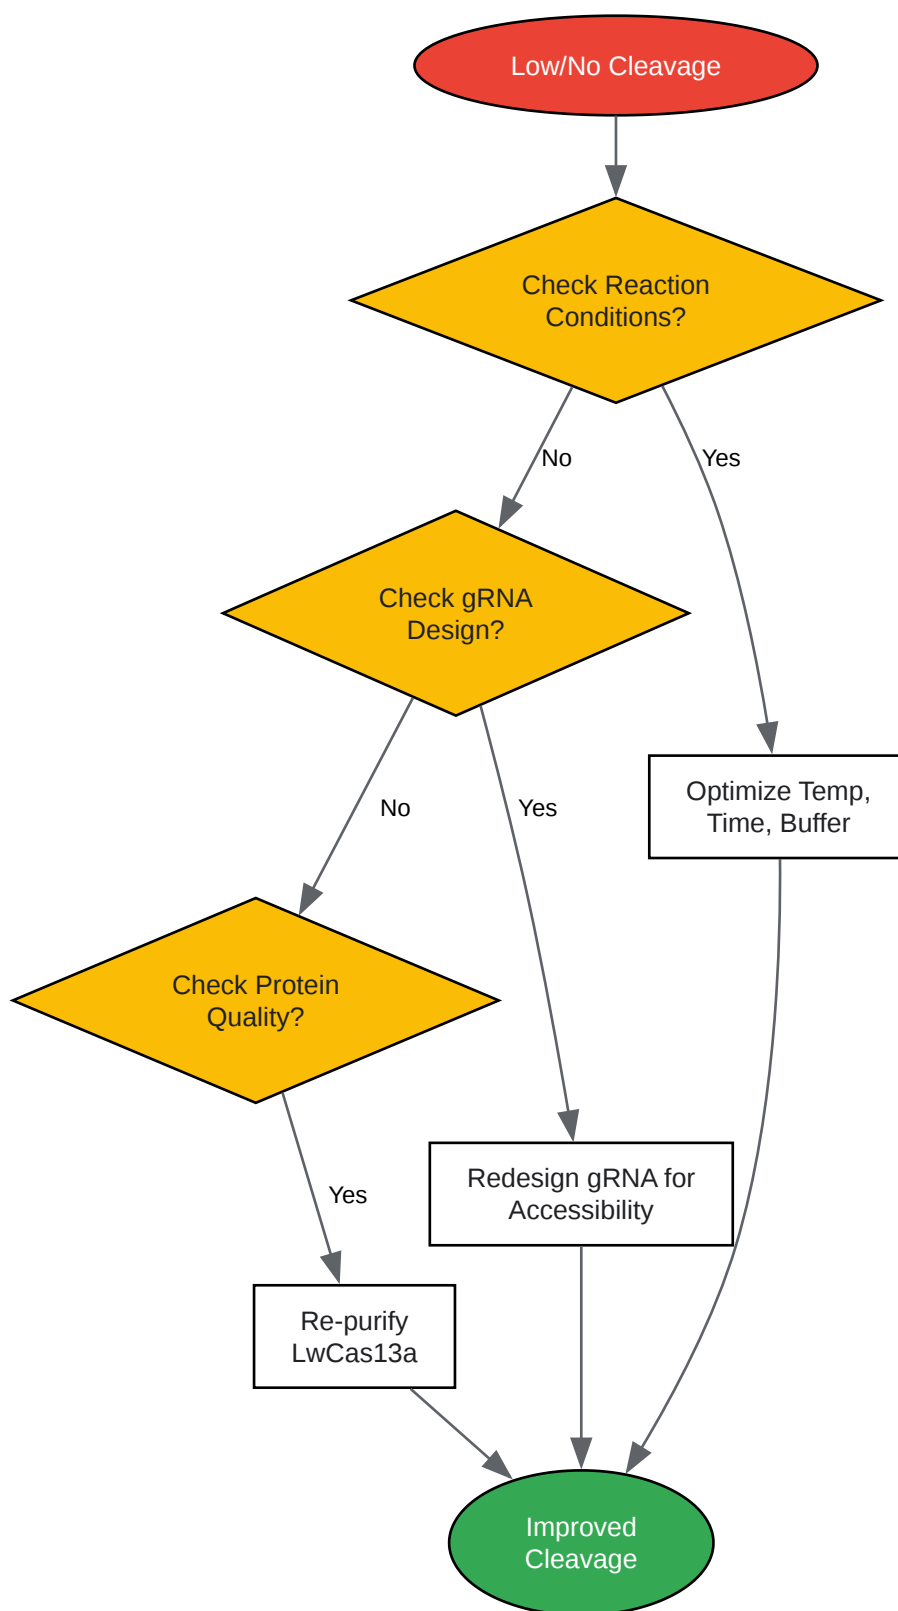 Low/No Cleavage
Check Reaction
Conditions?
No
Yes
Check gRNA
Design?
No
Yes
Optimize Temp,
Time, Buffer
Check Protein
Quality?
Yes
Redesign gRNA for
Accessibility
Re-purify
LwCas13a
Improved
Cleavage